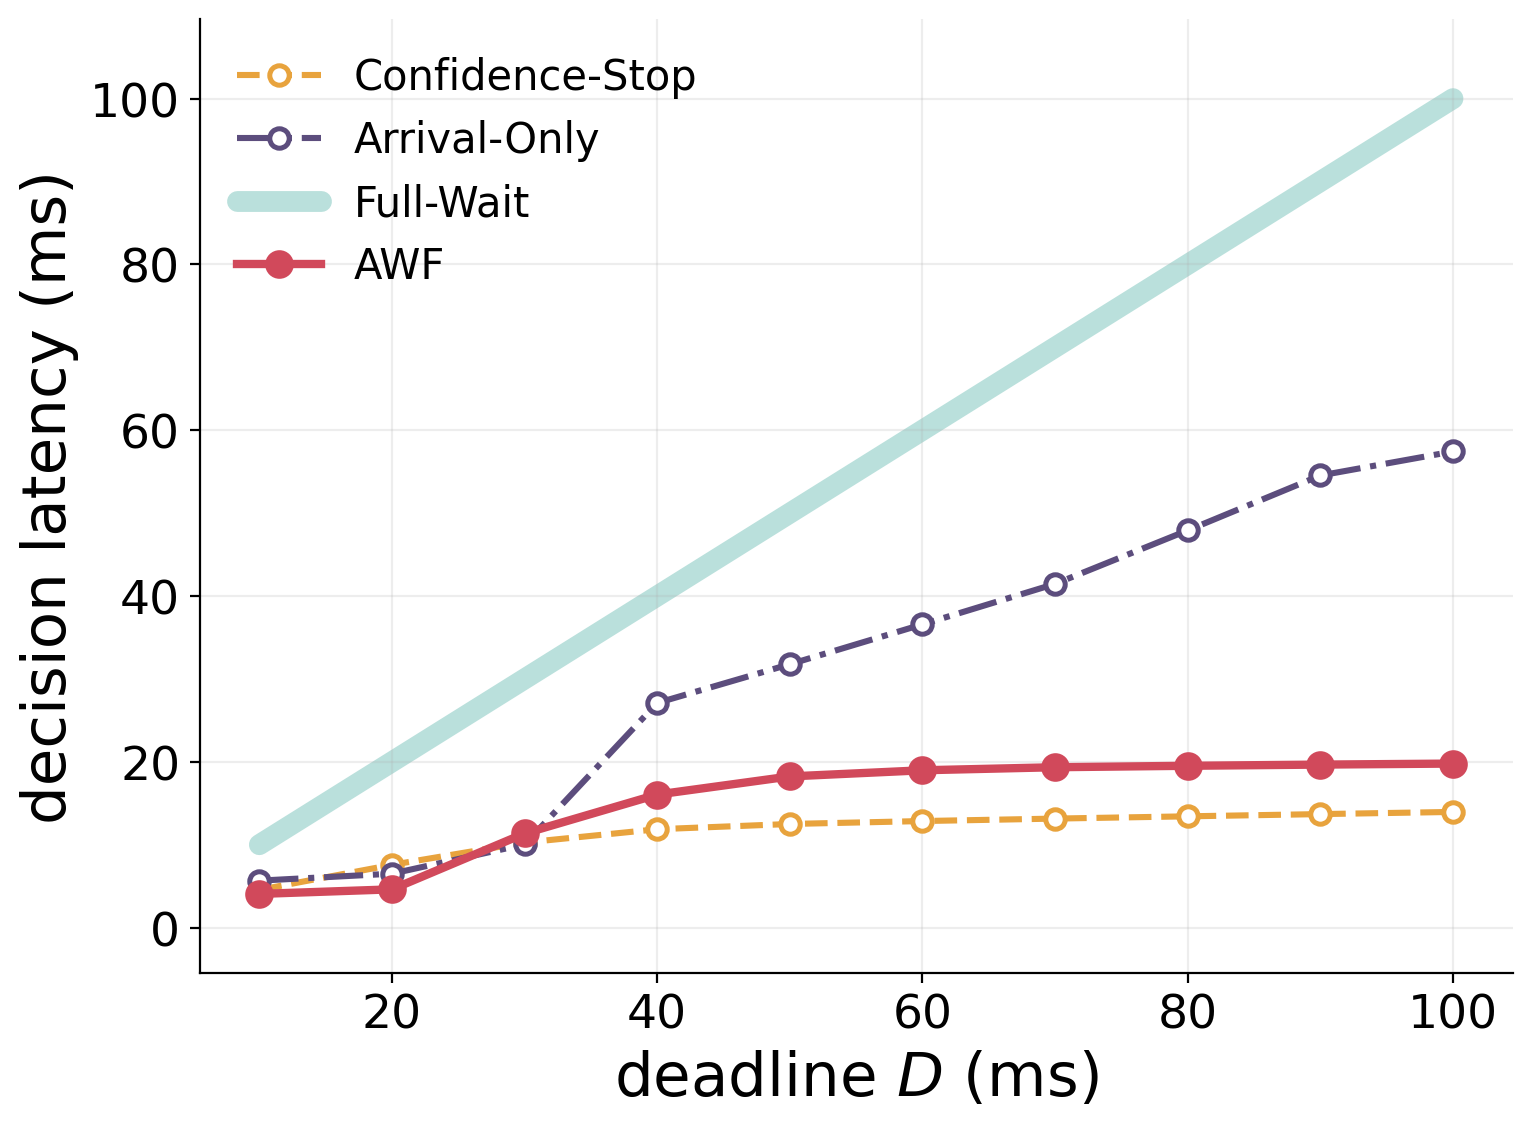 Confidence-Stop
Arrival-Only
Full-Wait
AWF
decision latency (ms)
100
80
60
40
20
0
20 40 60 80 100
deadline D (ms)